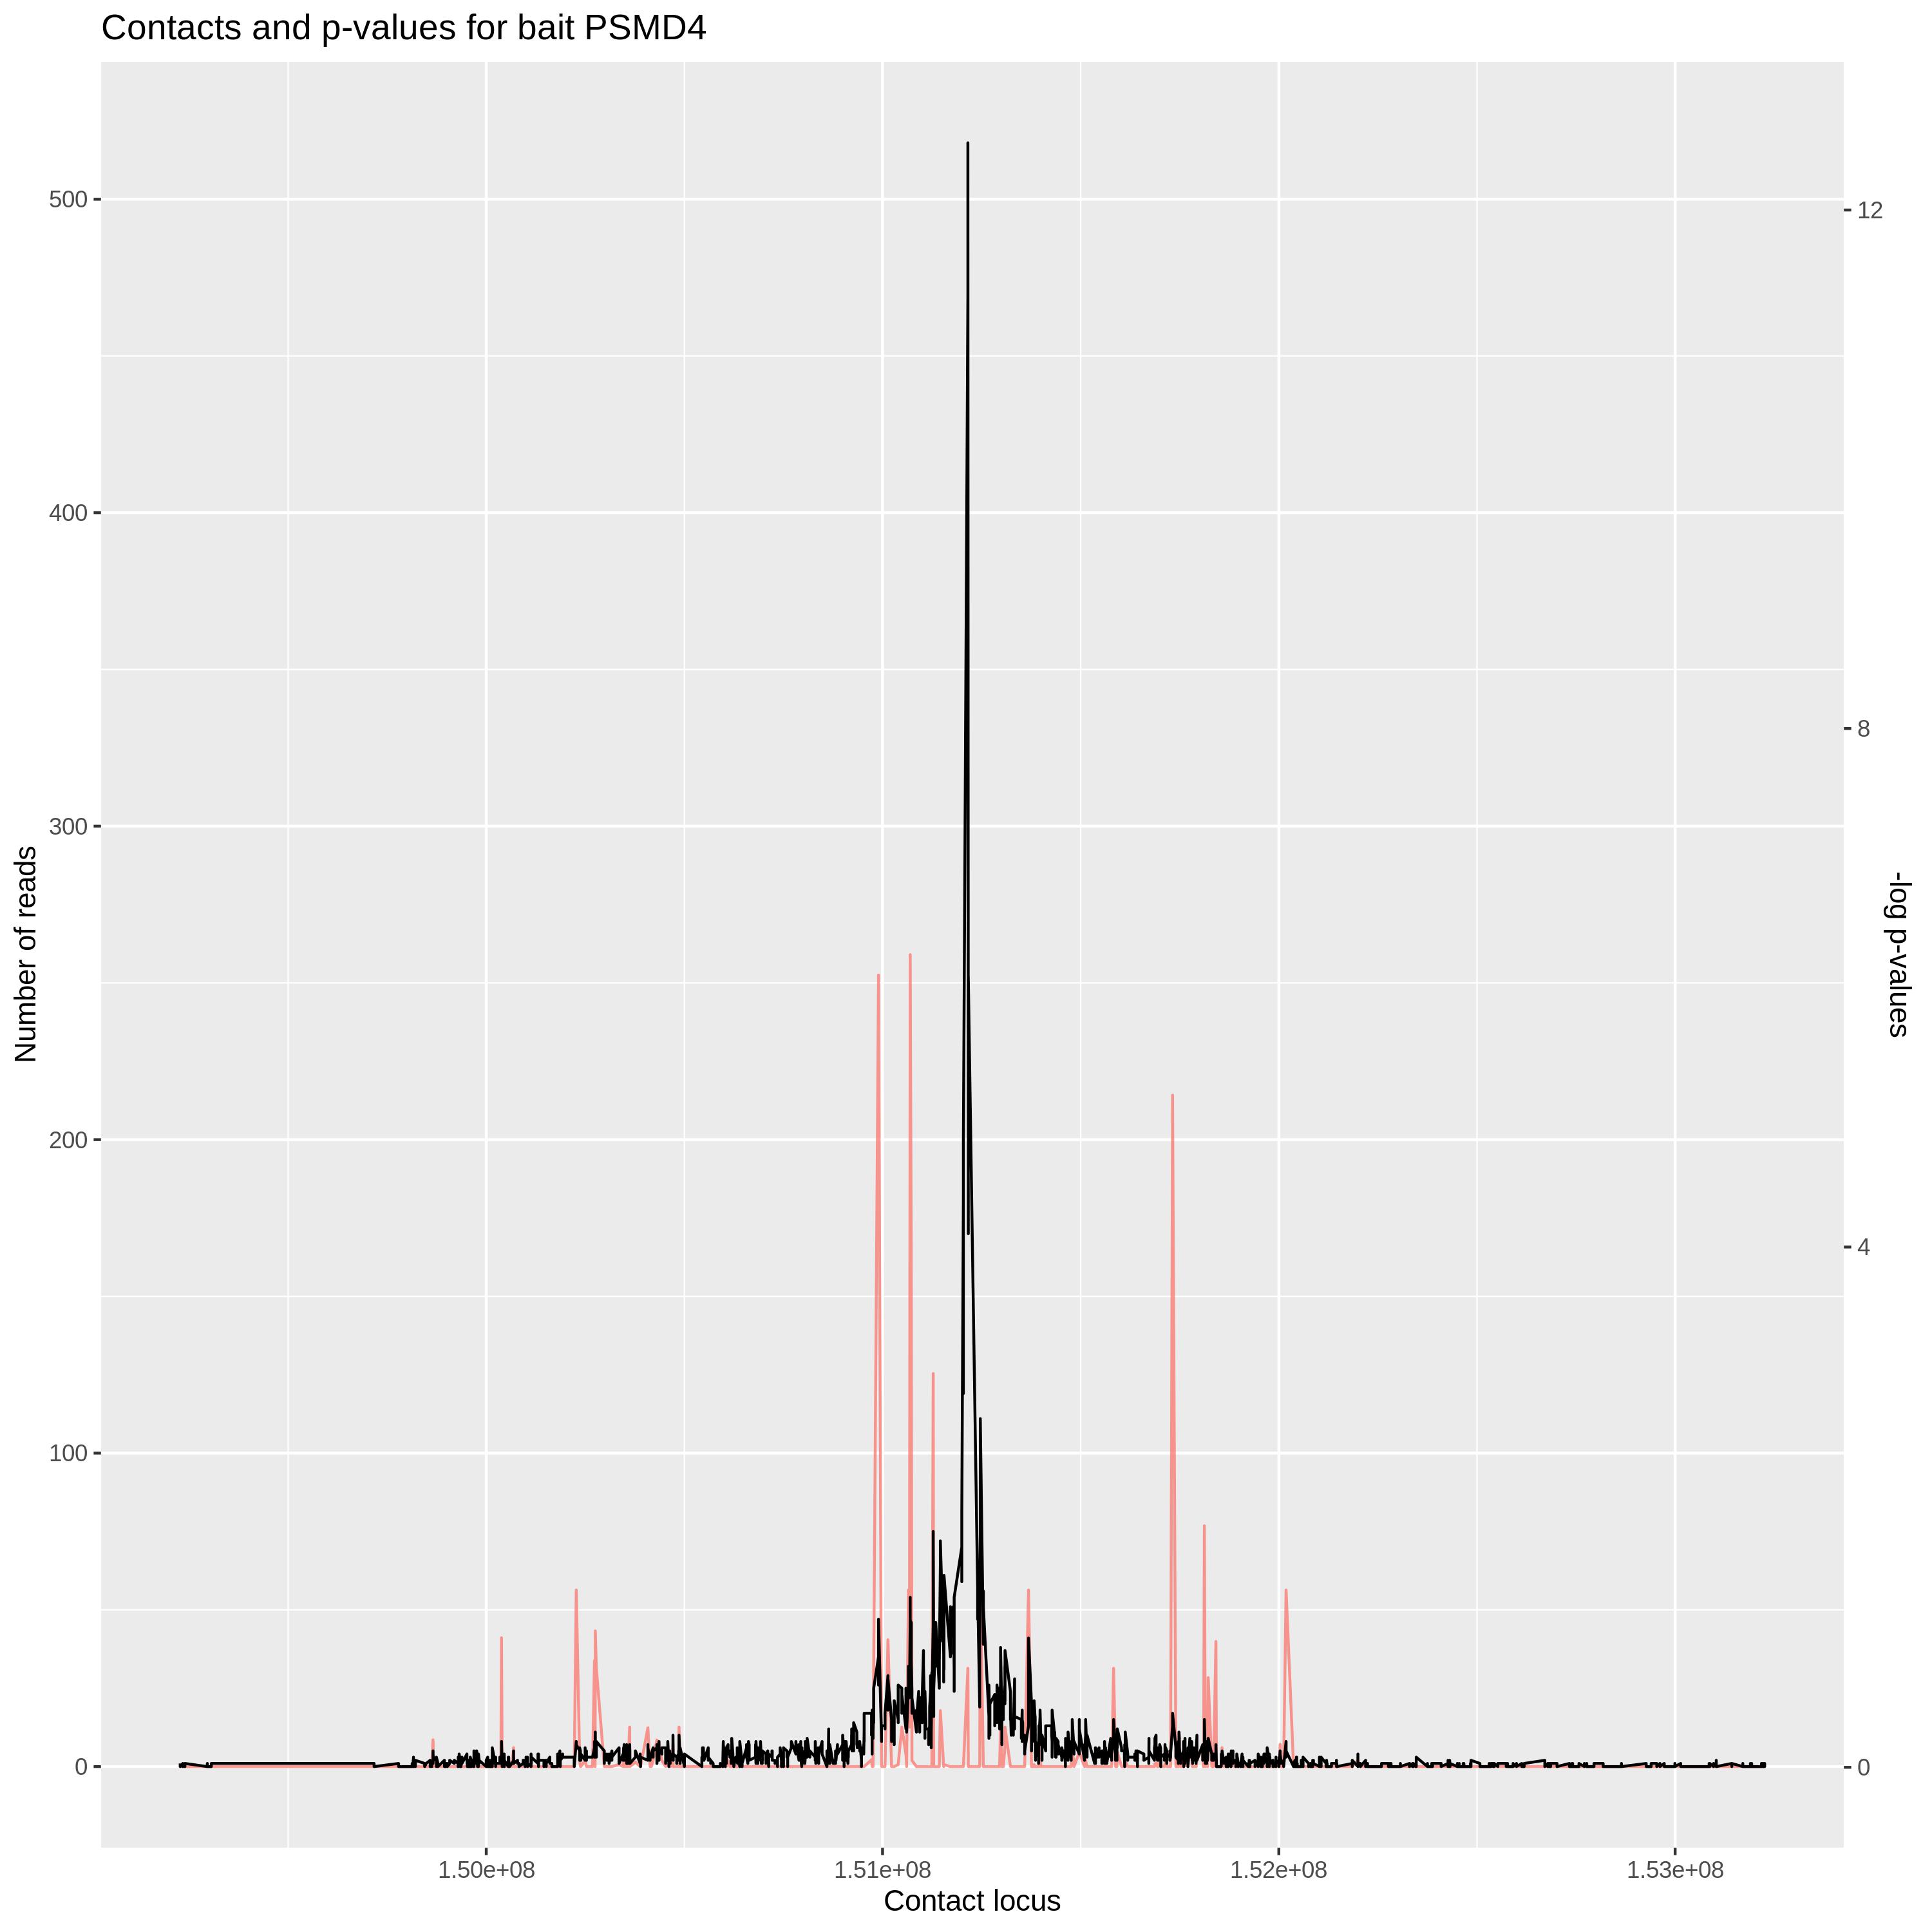 Contacts and p-values for bait PSMD4
500
400
300
200
100
0
Number of reads
12
8
4
0
-log p-values
1.50e+08
1.51e+08
1.52e+08
1.53e+08
Contact locus